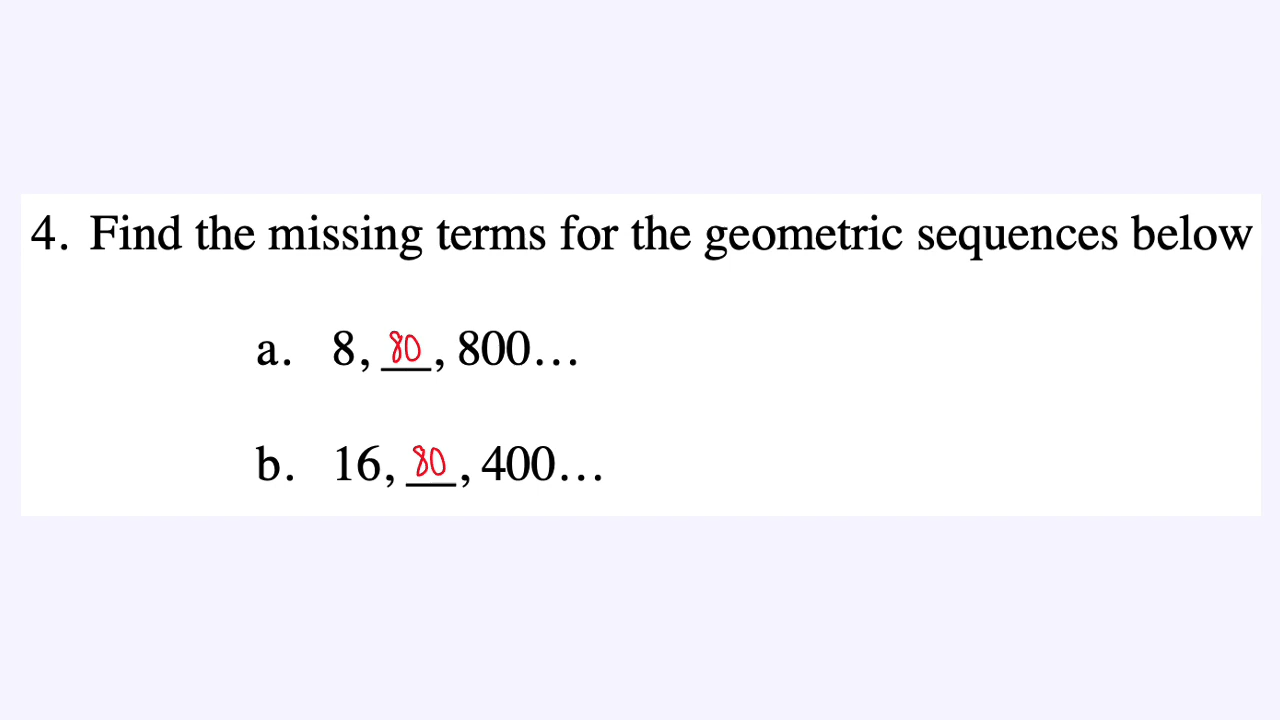 4. Find the missing terms for the geometric sequences below
a. 8, 80, 800...
b. 16, 80, 400...